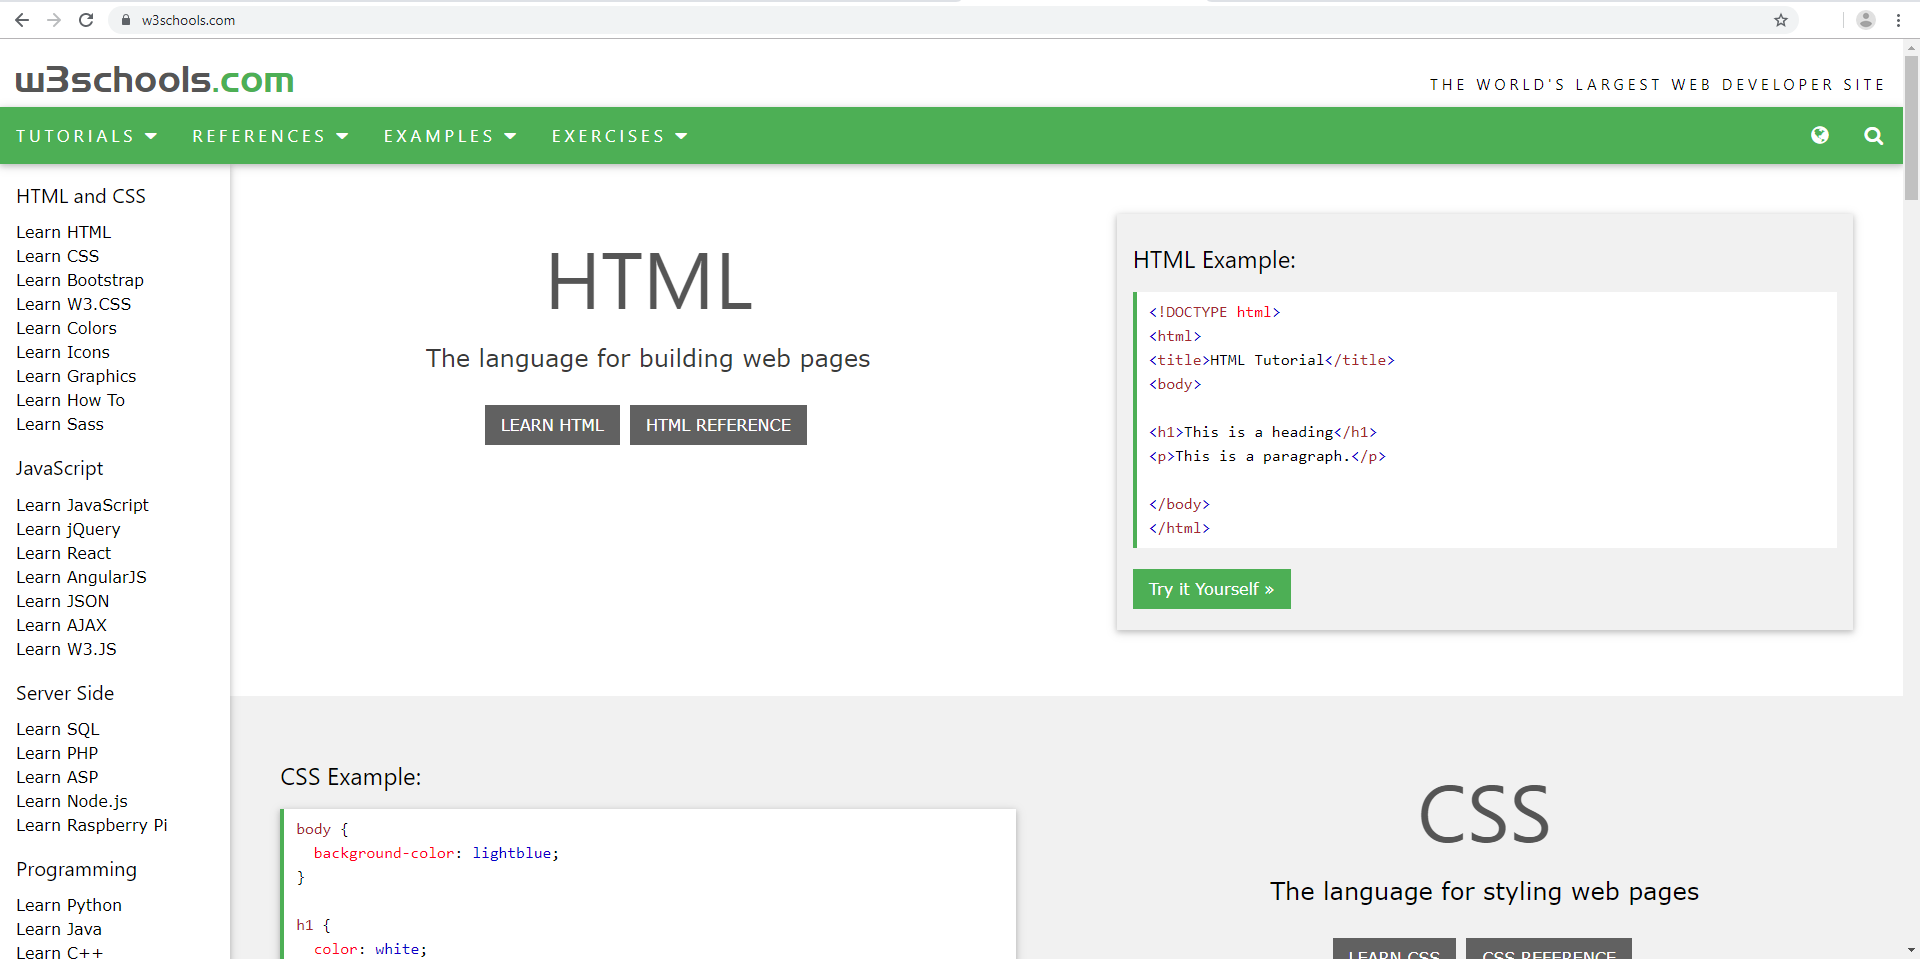 w3schools.com
w3schools.com
THE WORLD'S LARGEST WEB DEVELOPER SITE
TUTORIALS REFERENCES EXAMPLES EXERCISES
HTML and CSS
Learn HTML
Learn CSS
Learn Bootstrap
Learn W3.CSS
Learn Colors
Learn Icons
Learn Graphics
Learn How To
Learn Sass
JavaScript
Learn JavaScript
Learn jQuery
Learn React
Learn AngularJS
Learn JSON
Learn AJAX
Learn W3.JS
Server Side
Learn SQL
Learn PHP
Learn ASP
Learn Node.js
Learn Raspberry Pi
Programming
Learn Python
Learn Java
Learn C++
HTML
The language for building web pages
LEARN HTML HTML REFERENCE
HTML Example:
<!DOCTYPE html>
<html>
<title>HTML Tutorial</title>
<body>
<h1>This is a heading</h1>
<p>This is a paragraph.</p>
</body>
</html>
Try it Yourself »
CSS Example:
body {
background-color: lightblue;
}
h1 {
color: white;
CSS
The language for styling web pages
LEARN CSS CSS REFERENCE